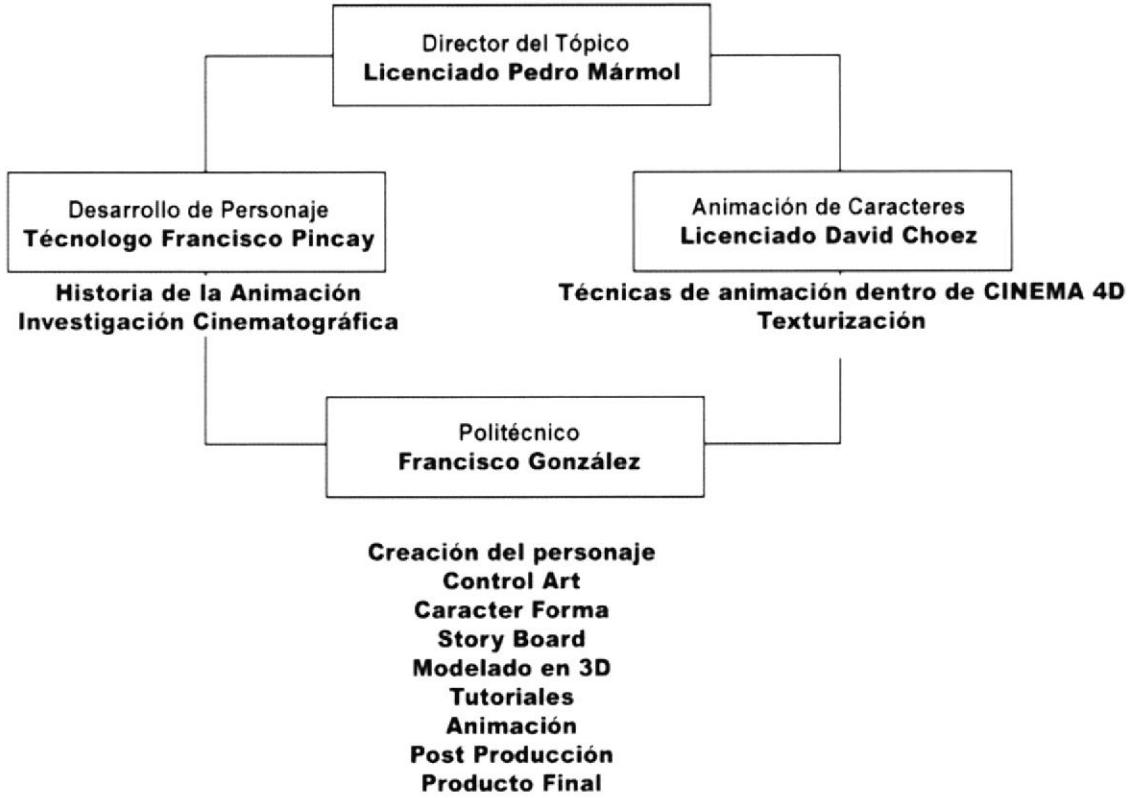 Director del Tópico
Licenciado Pedro Mármol
Desarrollo de Personaje
Técnologo Francisco Pincay
Historia de la Animación
Investigación Cinematográfica
Animación de Caracteres
Licenciado David Choez
Técnicas de animación dentro de CINEMA 4D
Texturización
Politécnico
Francisco González
Creación del personaje
Control Art
Caracter Forma
Story Board
Modelado en 3D
Tutoriales
Animación
Post Producción
Producto Final